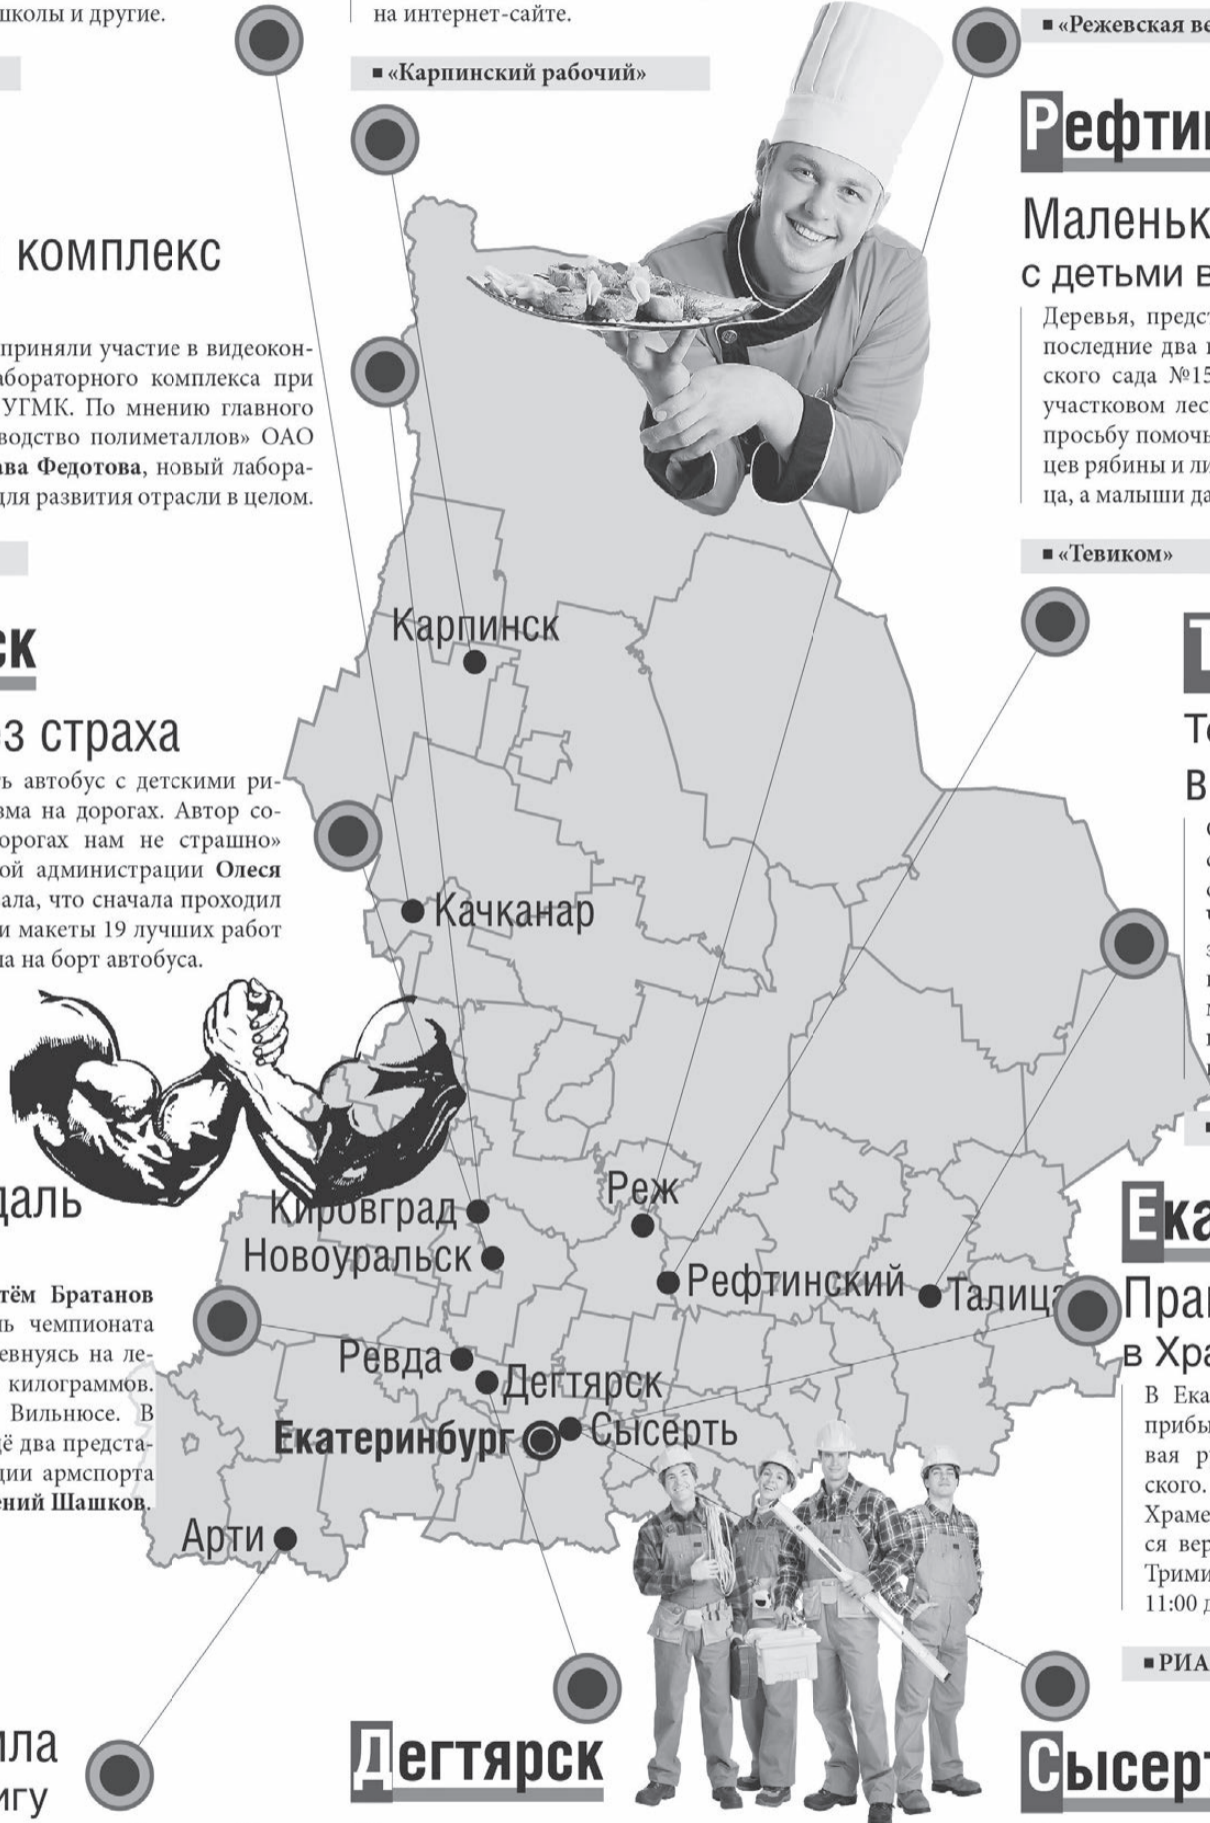 школы и другие.
на интернет-сайте.
«Карпинский рабочий»
комплекс
приняли участие в видеокон-
абораторного комплекса при
УГМК. По мнению главного
водство полиметаллов» ОАО
ава Федотова, новый лабора-
для развития отрасли в целом.
ск
ез страха
ь автобус с детскими ри-
зма на дорогах. Автор со-
орогах нам не страшно»
ой администрации Олеся
ала, что сначала проходил
и макеты 19 лучших работ
ла на борт автобуса.
даль
тём Братанов
ль чемпионата
евнуясь на ле-
килограммов.
Вильнюсе. В
ё два предста-
ции армспорта
ений Шашков.
ила
игу
Карпинск
Качканар
Кировград
Новоуральск
Реж
Рефтинский
Талица
Ревда
Дегтярск
Екатеринбург
Сысерть
Арти
Дегтярск
«Режевская ве
Рефтин
Маленьк
с детьми в
Деревья, предст
последние два
ского сада №15
участковом лес
просьбу помочь
цев рябины и ли
ца, а малыши да
«Тевиком»
Т
То
в
Ека
Прав
в Хра
В Ека
прибы
вая р
ского.
Храме
ся вер
Трими
11:00 д
РИА
Сысерт